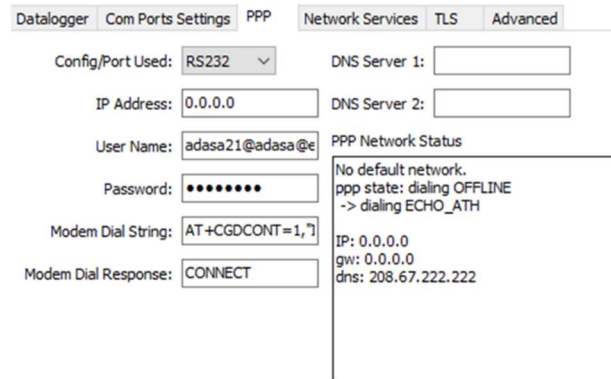 Datalogger Com Ports Settings PPP Network Services TLS Advanced
Config/Port Used: RS232
IP Address: 0.0.0.0
User Name: adasa21@adasa@e
Password: ●●●●●●●●
Modem Dial String: AT+CGDCONT=1,"I
Modem Dial Response: CONNECT
DNS Server 1:
DNS Server 2:
PPP Network Status
No default network.
ppp state: dialing OFFLINE
-> dialing ECHO_ATH
IP: 0.0.0.0
gw: 0.0.0.0
dns: 208.67.222.222